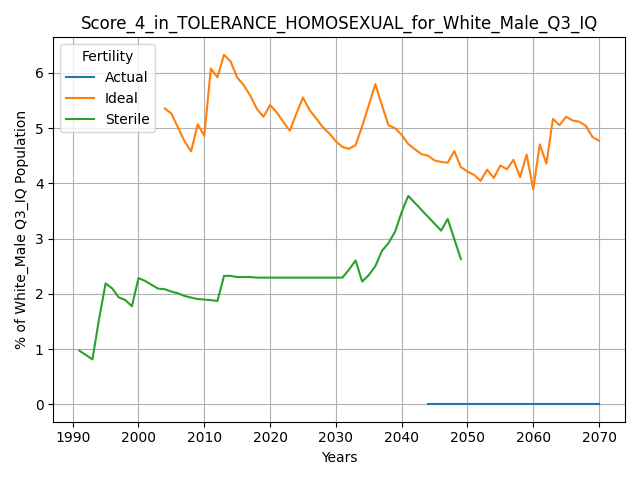 Score_4_in_TOLERANCE_HOMOSEXUAL_for_White_Male_Q3_IQ
Fertility
Actual
Ideal
Sterile
% of White_Male Q3_IQ Population
6
5
4
3
2
1
0
1990 2000 2010 2020 2030 2040 2050 2060 2070
Years